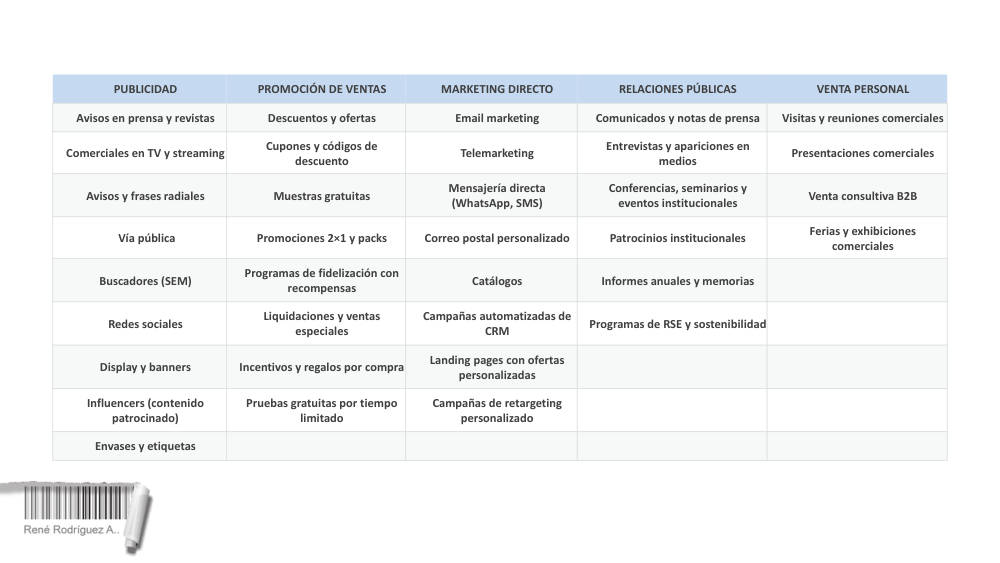 PUBLICIDAD PROMOCIÓN DE VENTAS MARKETING DIRECTO RELACIONES PÚBLICAS VENTA PERSONAL
Avisos en prensa y revistas Descuentos y ofertas Email marketing Comunicados y notas de prensa Visitas y reuniones comerciales
Comerciales en TV y streaming Cupones y códigos de descuento Telemarketing Entrevistas y apariciones en medios Presentaciones comerciales
Avisos y frases radiales Muestras gratuitas Mensajería directa (WhatsApp, SMS) Conferencias, seminarios y eventos institucionales Venta consultiva B2B
Vía pública Promociones 2×1 y packs Correo postal personalizado Patrocinios institucionales Ferias y exhibiciones comerciales
Buscadores (SEM) Programas de fidelización con recompensas Catálogos Informes anuales y memorias
Redes sociales Liquidaciones y ventas especiales Campañas automatizadas de CRM Programas de RSE y sostenibilidad
Display y banners Incentivos y regalos por compra Landing pages con ofertas personalizadas
Influencers (contenido patrocinado) Pruebas gratuitas por tiempo limitado Campañas de retargeting personalizado
Envases y etiquetas
René Rodríguez A..